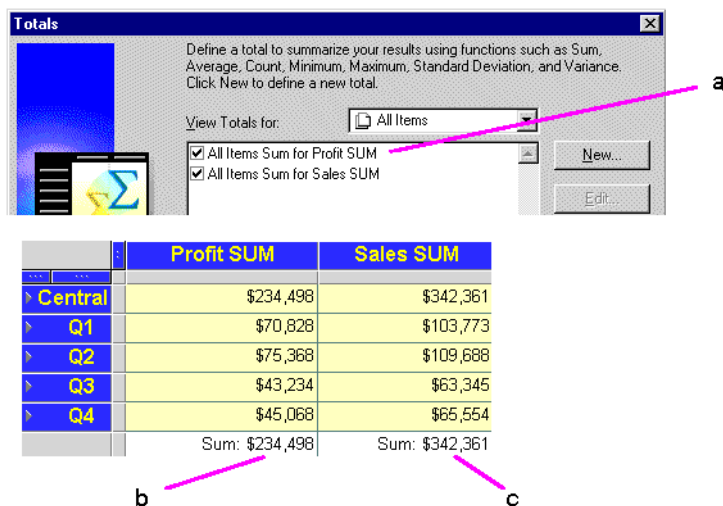 Totals
Define a total to summarize your results using functions such as Sum,
Average, Count, Minimum, Maximum, Standard Deviation, and Variance.
Click New to define a new total.
a
View Totals for: All Items
All Items Sum for Profit SUM
New...
All Items Sum for Sales SUM
Edit...
Profit SUM Sales SUM
Central $234,498 $342,361
Q1 $70,828 $103,773
Q2 $75,368 $109,688
Q3 $43,234 $63,345
Q4 $45,068 $65,554
Sum: $234,498 Sum: $342,361
b c